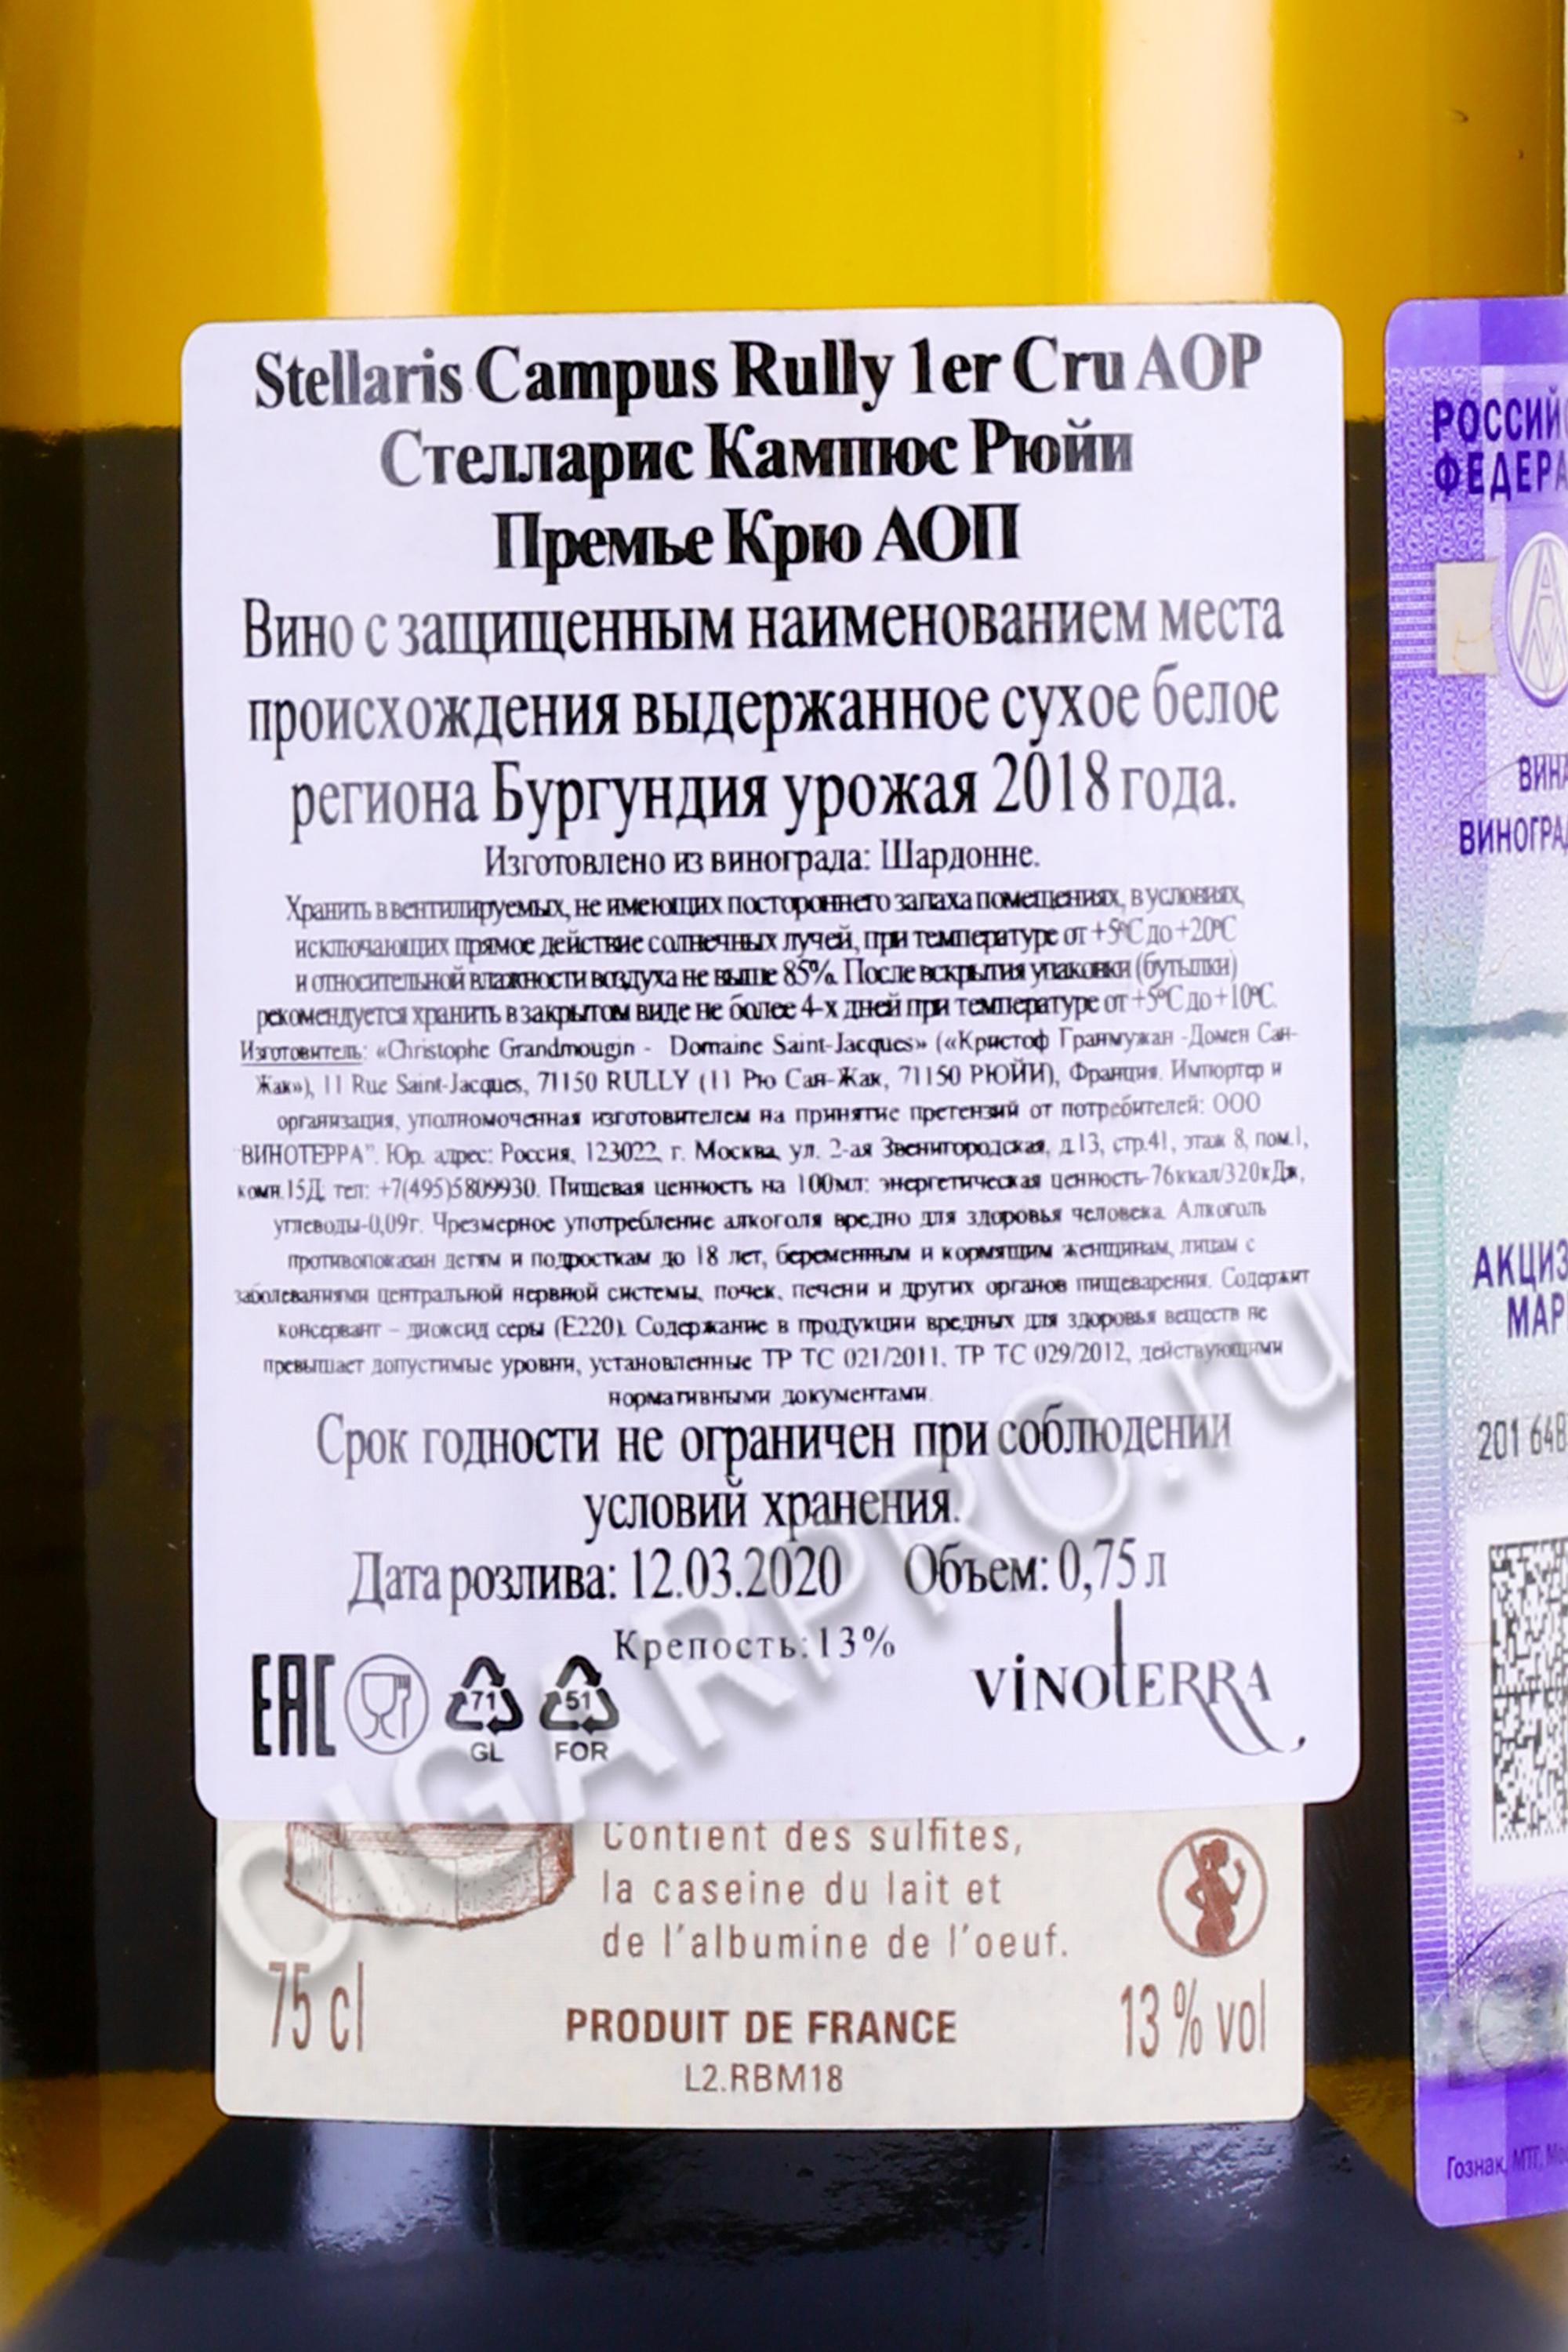 Stellaris Campus Rully 1er Cru AOP
Стелларис Кампюс Рюйи
Премье Крю АОП
Вино с защищенным наименованием места
происхождения выдержанное сухое белое
региона Бургундия урожая 2018 года.
Изготовлено из винограда: Шардонне.
Хранить в вентилируемых, не имеющих постороннего запаха помещениях, в условиях,
исключающих прямое действие солнечных лучей, при температуре от +5°C до +20°C
и относительной влажности воздуха не выше 85%. После вскрытия упаковки (бутылки)
рекомендуется хранить в закрытом виде не более 4-х дней при температуре от +5°C до +10°C.
Изготовитель: «Christophe Grandmougin - Domaine Saint-Jacques» («Кристоф Гранмужан -Домен Сан-
Жак»), 11 Rue Saint-Jacques, 71150 RULLY (11 Рю Сан-Жак, 71150 РЮЙИ), Франция. Импортер и
организация, уполномоченная изготовителем на принятие претензий от потребителей: ООО
"ВИНОТЕРРА". Юр. адрес: Россия, 123022, г. Москва, ул. 2-ая Звенигородская, д.13, стр.41, этаж 8, пом.1,
комн.15Д, тел: +7(495)5809930. Пищевая ценность на 100мл: энергетическая ценность-76ккал/320кДж,
углеводы-0,09г. Чрезмерное употребление алкоголя вредно для здоровья человека. Алкоголь
противопоказан детям и подросткам до 18 лет, беременным и кормящим женщинам, лицам с
заболеваниями центральной нервной системы, почек, печени и других органов пищеварения. Содержит
консервант – диоксид серы (Е220). Содержание в продукции вредных для здоровья веществ не
превышает допустимые уровни, установленные ТР ТС 021/2011, ТР ТС 029/2012, действующими
нормативными документами.
Срок годности не ограничен при соблюдении
условий хранения.
Дата розлива: 12.03.2020 Объем: 0,75 л
Крепость:13%
EAC 71 51 VINOTERRA
GL FOR
Contient des sulfites,
la caseine du lait et
de l'albumine de l'oeuf.
75 cl PRODUIT DE FRANCE 13 % vol
L2.RBM18
РОССИЙ
ФЕДЕРА
ВИНА
ВИНОГРАД
АКЦИЗ
МАР
201 648
Гознак, МТГ, Мо
CIGARPRO.ru